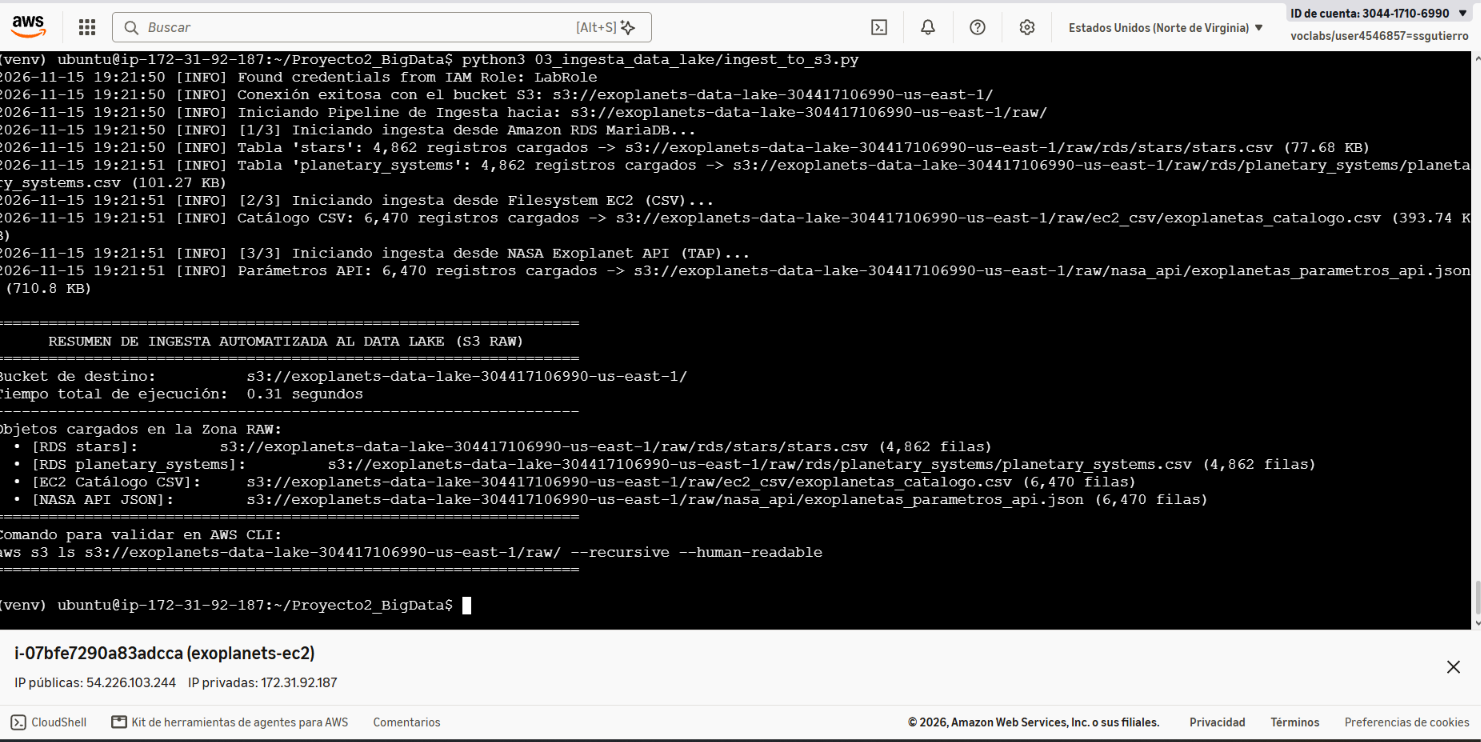 aws
Buscar
[Alt+S]
Estados Unidos (Norte de Virginia) ▼
ID de cuenta: 3044-1710-6990 ▼
voclabs/user4546857=ssgutierro
(venv) ubuntu@ip-172-31-92-187:~/Proyecto2_BigData$ python3 03_ingesta_data_lake/ingest_to_s3.py
2026-11-15 19:21:50 [INFO] Found credentials from IAM Role: LabRole
2026-11-15 19:21:50 [INFO] Conexión exitosa con el bucket S3: s3://exoplanets-data-lake-304417106990-us-east-1/
2026-11-15 19:21:50 [INFO] Iniciando Pipeline de Ingesta hacia: s3://exoplanets-data-lake-304417106990-us-east-1/raw/
2026-11-15 19:21:50 [INFO] [1/3] Iniciando ingesta desde Amazon RDS MariaDB...
2026-11-15 19:21:50 [INFO] Tabla 'stars': 4,862 registros cargados -> s3://exoplanets-data-lake-304417106990-us-east-1/raw/rds/stars/stars.csv (77.68 KB)
2026-11-15 19:21:51 [INFO] Tabla 'planetary_systems': 4,862 registros cargados -> s3://exoplanets-data-lake-304417106990-us-east-1/raw/rds/planetary_systems/planeta
ry_systems.csv (101.27 KB)
2026-11-15 19:21:51 [INFO] [2/3] Iniciando ingesta desde Filesystem EC2 (CSV)...
2026-11-15 19:21:51 [INFO] Catálogo CSV: 6,470 registros cargados -> s3://exoplanets-data-lake-304417106990-us-east-1/raw/ec2_csv/exoplanetas_catalogo.csv (393.74 K
B)
2026-11-15 19:21:51 [INFO] [3/3] Iniciando ingesta desde NASA Exoplanet API (TAP)...
2026-11-15 19:21:51 [INFO] Parámetros API: 6,470 registros cargados -> s3://exoplanets-data-lake-304417106990-us-east-1/raw/nasa_api/exoplanetas_parametros_api.json
(710.8 KB)
=================================================================
RESUMEN DE INGESTA AUTOMATIZADA AL DATA LAKE (S3 RAW)
=================================================================
Bucket de destino: s3://exoplanets-data-lake-304417106990-us-east-1/
Tiempo total de ejecución: 0.31 segundos
-----------------------------------------------------------------
Objetos cargados en la Zona RAW:
• [RDS stars]: s3://exoplanets-data-lake-304417106990-us-east-1/raw/rds/stars/stars.csv (4,862 filas)
• [RDS planetary_systems]: s3://exoplanets-data-lake-304417106990-us-east-1/raw/rds/planetary_systems/planetary_systems.csv (4,862 filas)
• [EC2 Catálogo CSV]: s3://exoplanets-data-lake-304417106990-us-east-1/raw/ec2_csv/exoplanetas_catalogo.csv (6,470 filas)
• [NASA API JSON]: s3://exoplanets-data-lake-304417106990-us-east-1/raw/nasa_api/exoplanetas_parametros_api.json (6,470 filas)
=================================================================
Comando para validar en AWS CLI:
aws s3 ls s3://exoplanets-data-lake-304417106990-us-east-1/raw/ --recursive --human-readable
=================================================================
(venv) ubuntu@ip-172-31-92-187:~/Proyecto2_BigData$
i-07bfe7290a83adcca (exoplanets-ec2)
IP públicas: 54.226.103.244 IP privadas: 172.31.92.187
CloudShell
Kit de herramientas de agentes para AWS
Comentarios
© 2026, Amazon Web Services, Inc. o sus filiales.
Privacidad
Términos
Preferencias de cookies